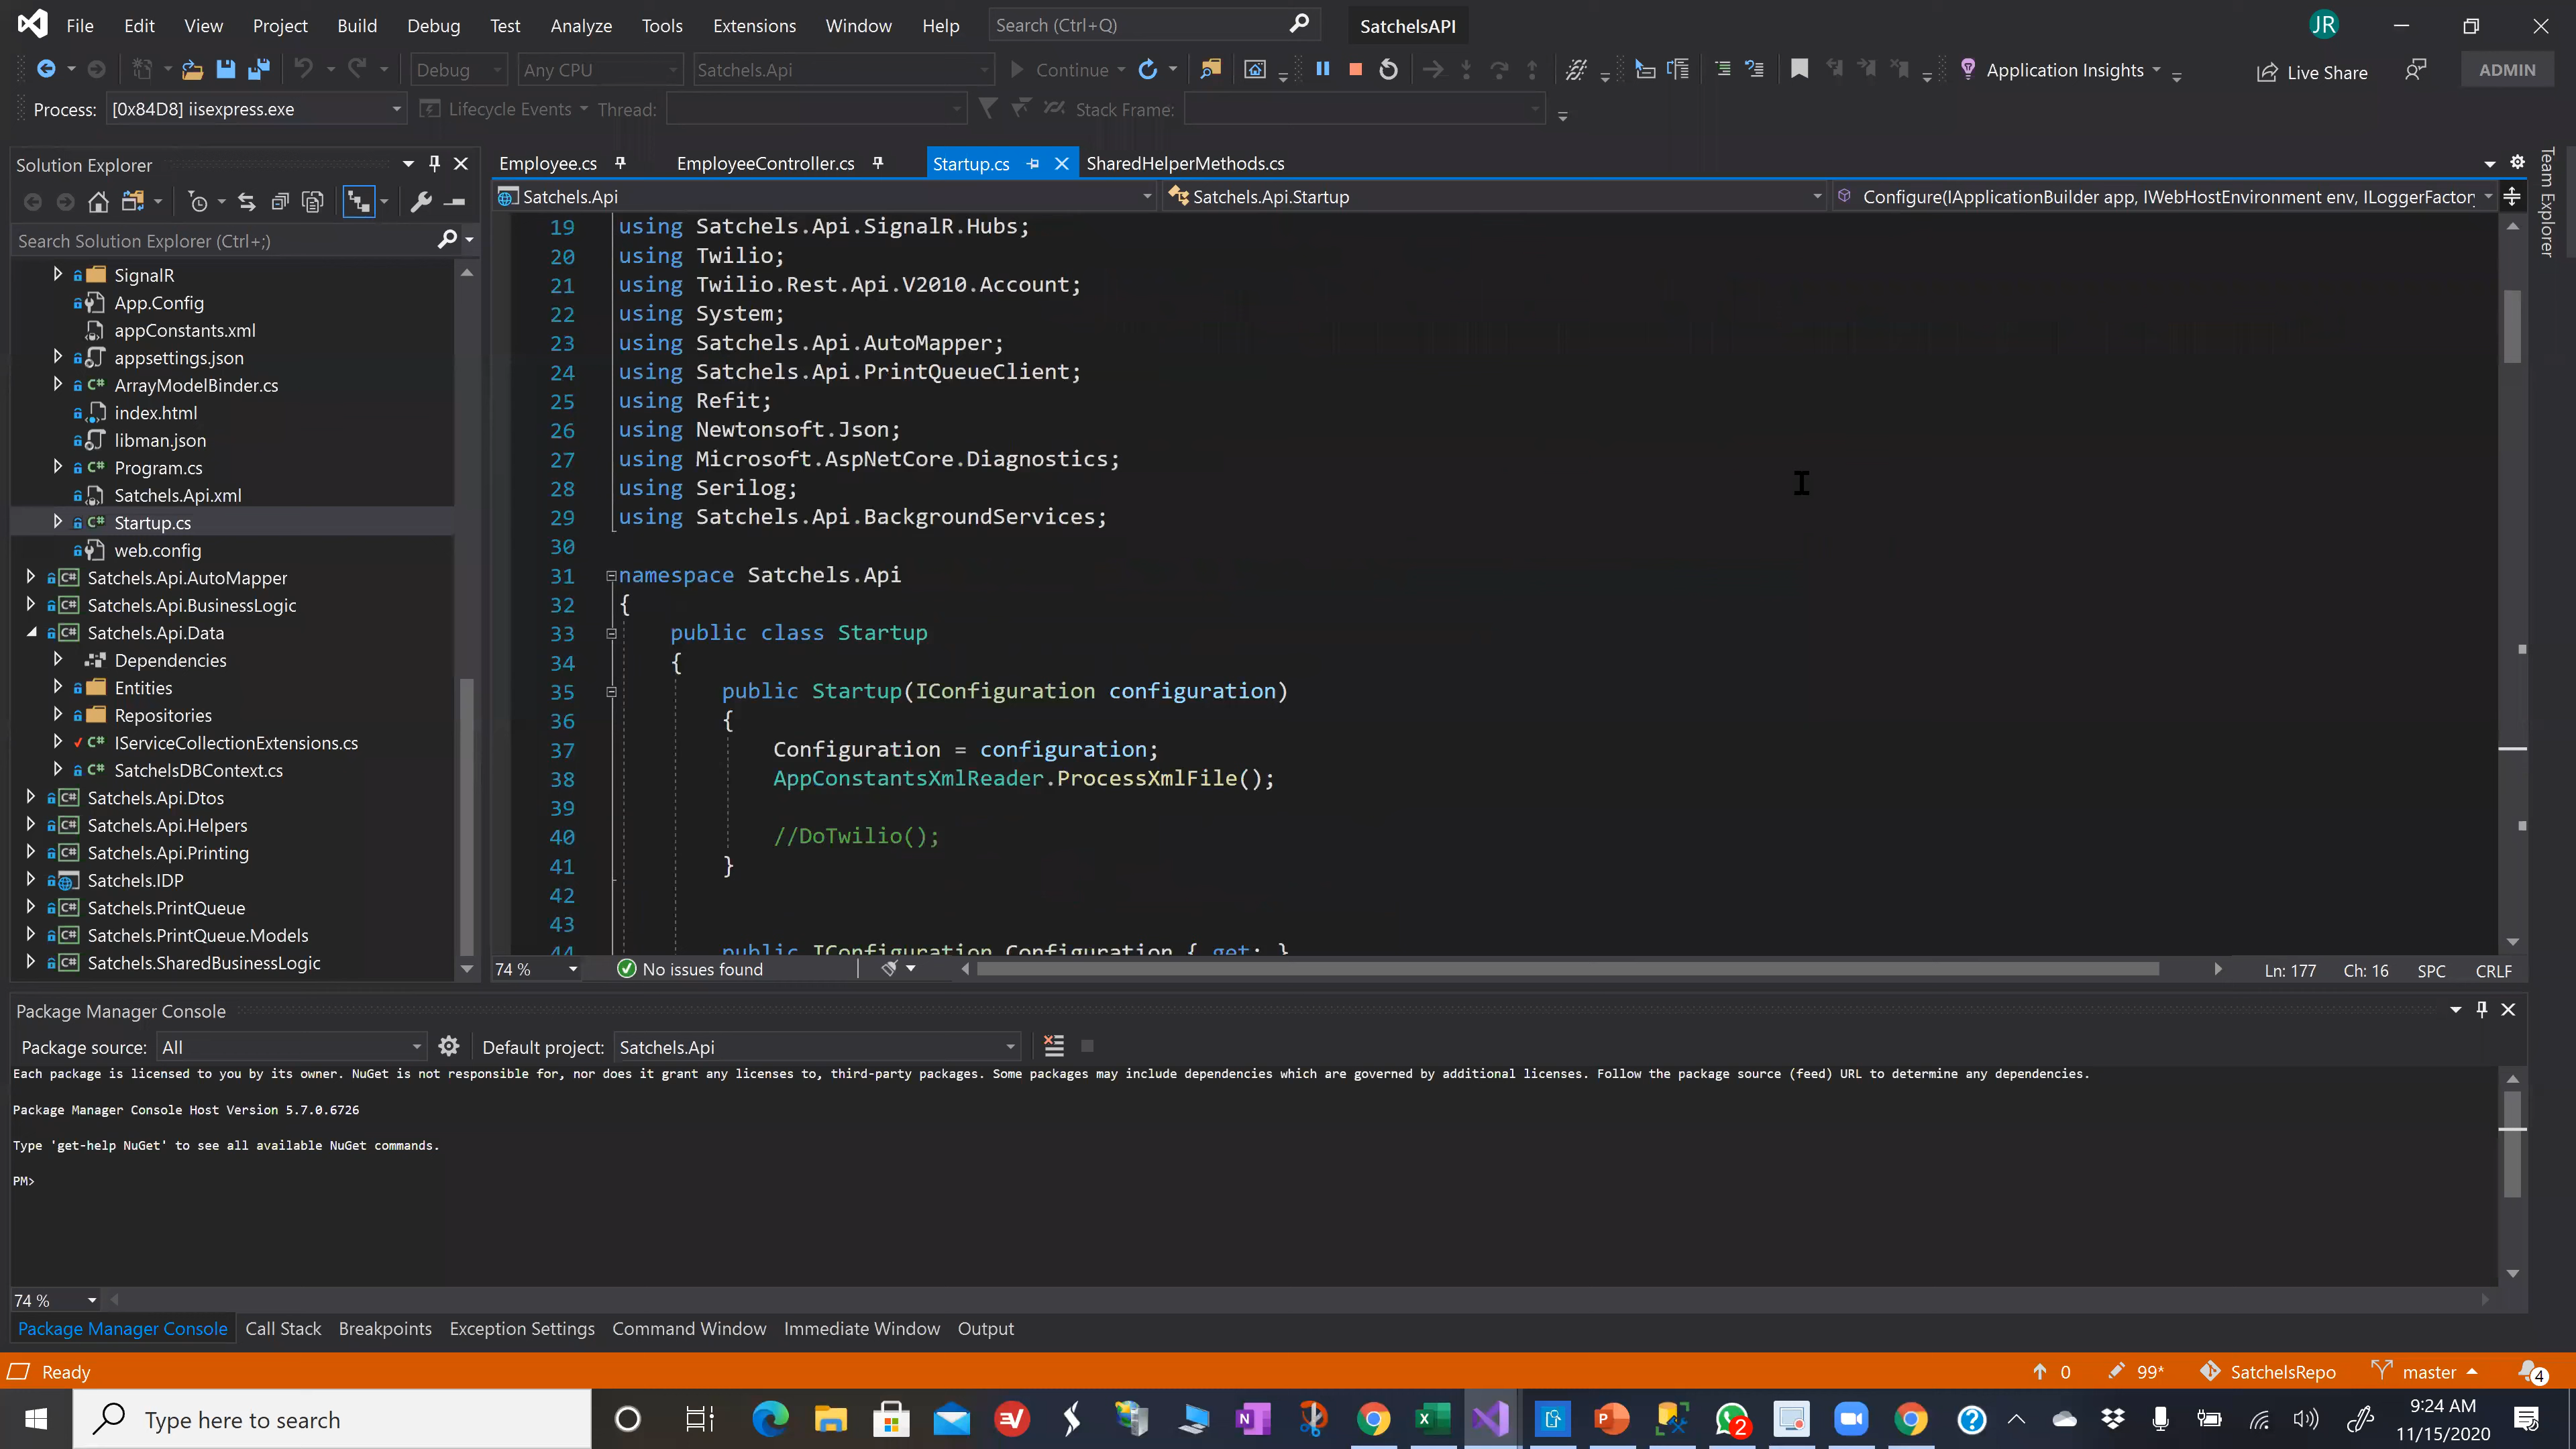 File Edit View Project Build Debug Test Analyze Tools Extensions Window Help Search (Ctrl+Q) SatchelsAPI JR
Debug Any CPU Satchels.Api Continue Application Insights Live Share ADMIN
Process: [0x84D8] iisexpress.exe Lifecycle Events Thread: Stack Frame:
Solution Explorer
Search Solution Explorer (Ctrl+;)
SignalR
App.Config
appConstants.xml
appsettings.json
ArrayModelBinder.cs
index.html
libman.json
Program.cs
Satchels.Api.xml
Startup.cs
web.config
Satchels.Api.AutoMapper
Satchels.Api.BusinessLogic
Satchels.Api.Data
Dependencies
Entities
Repositories
IServiceCollectionExtensions.cs
SatchelsDBContext.cs
Satchels.Api.Dtos
Satchels.Api.Helpers
Satchels.Api.Printing
Satchels.IDP
Satchels.PrintQueue
Satchels.PrintQueue.Models
Satchels.SharedBusinessLogic
Employee.cs EmployeeController.cs Startup.cs SharedHelperMethods.cs
Satchels.Api Satchels.Api.Startup Configure(IApplicationBuilder app, IWebHostEnvironment env, ILoggerFactory
19 using Satchels.Api.SignalR.Hubs;
20 using Twilio;
21 using Twilio.Rest.Api.V2010.Account;
22 using System;
23 using Satchels.Api.AutoMapper;
24 using Satchels.Api.PrintQueueClient;
25 using Refit;
26 using Newtonsoft.Json;
27 using Microsoft.AspNetCore.Diagnostics;
28 using Serilog;
29 using Satchels.Api.BackgroundServices;
30
31 namespace Satchels.Api
32 {
33 public class Startup
34 {
35 public Startup(IConfiguration configuration)
36 {
37 Configuration = configuration;
38 AppConstantsXmlReader.ProcessXmlFile();
39
40 //DoTwilio();
41 }
42
43
44 public IConfiguration Configuration { get; }
74 % No issues found Ln: 177 Ch: 16 SPC CRLF
Team Explorer
Package Manager Console
Package source: All Default project: Satchels.Api
Each package is licensed to you by its owner. NuGet is not responsible for, nor does it grant any licenses to, third-party packages. Some packages may include dependencies which are governed by additional licenses. Follow the package source (feed) URL to determine any dependencies.
Package Manager Console Host Version 5.7.0.6726
Type 'get-help NuGet' to see all available NuGet commands.
PM>
74 %
Package Manager Console Call Stack Breakpoints Exception Settings Command Window Immediate Window Output
Ready 0 99* SatchelsRepo master 4
Type here to search 2 9:24 AM
11/15/2020